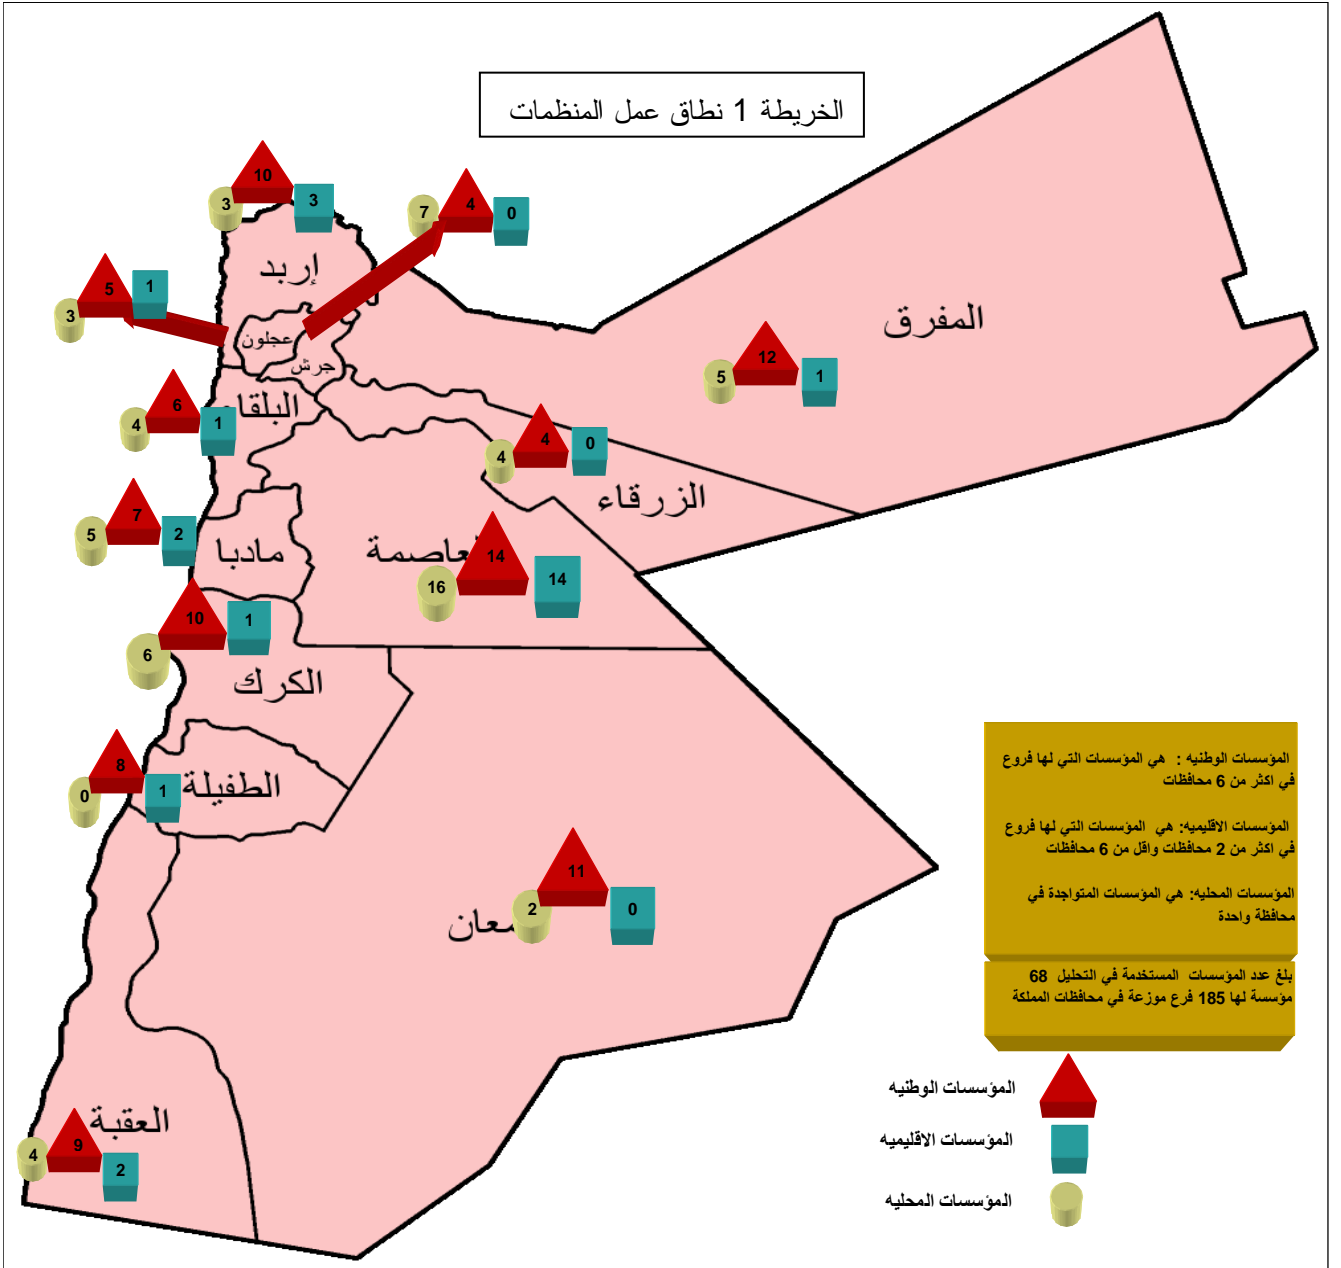 الخريطة 1 نطاق عمل المنظمات
10
3
3
4
7
0
إربد
5
1
3
المفرق
عجلون
جرش
12
5
1
6
4
1
البلقاء
4
4
0
الزرقاء
7
5
2
مادبا
العاصمة
14
16
14
10
1
6
الكرك
8
0
1
الطفيلة
11
2
0
معان
العقبة
9
4
2
المؤسسات الوطنيه : هي المؤسسات التي لها فروع
في اكثر من 6 محافظات
المؤسسات الاقليميه: هي المؤسسات التي لها فروع
في اكثر من 2 محافظات واقل من 6 محافظات
المؤسسات المحليه: هي المؤسسات المتواجدة في
محافظة واحدة
بلغ عدد المؤسسات المستخدمة في التحليل 68
مؤسسة لها 185 فرع موزعة في محافظات المملكة
المؤسسات الوطنيه
المؤسسات الاقليميه
المؤسسات المحليه